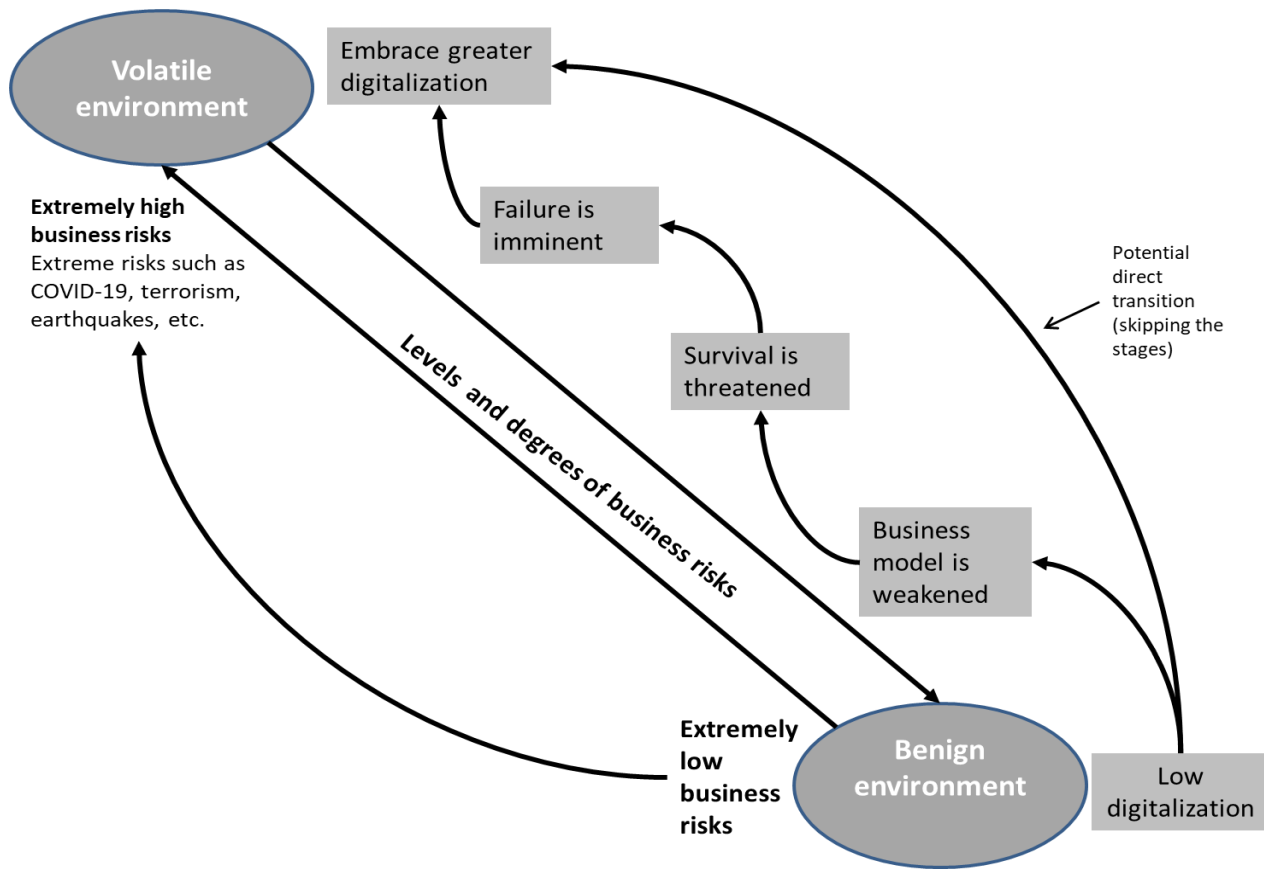 Volatile
environment
Embrace greater
digitalization
Extremely high
business risks
Extreme risks such as
COVID-19, terrorism,
earthquakes, etc.
Failure is
imminent
Potential
direct
transition
(skipping the
stages)
Survival is
threatened
Levels and degrees of business risks
Business
model is
weakened
Extremely
low
business
risks
Benign
environment
Low
digitalization